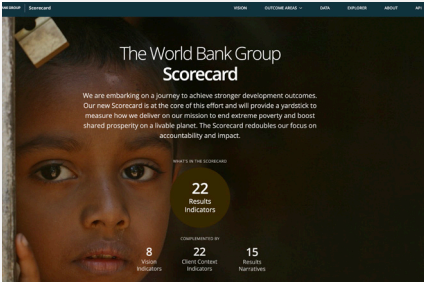 BANK GROUP Scorecard VISION OUTCOME AREAS DATA EXPLORER ABOUT API
The World Bank Group
Scorecard
We are embarking on a journey to achieve stronger development outcomes.
Our new Scorecard is at the core of this effort and will provide a yardstick to
measure how we deliver on our mission to end extreme poverty and boost
shared prosperity on a livable planet. The Scorecard redoubles our focus on
accountability and impact.
WHAT'S IN THE SCORECARD
22
Results
Indicators
COMPLEMENTED BY
8 22 15
Vision Client Context Results
Indicators Indicators Narratives